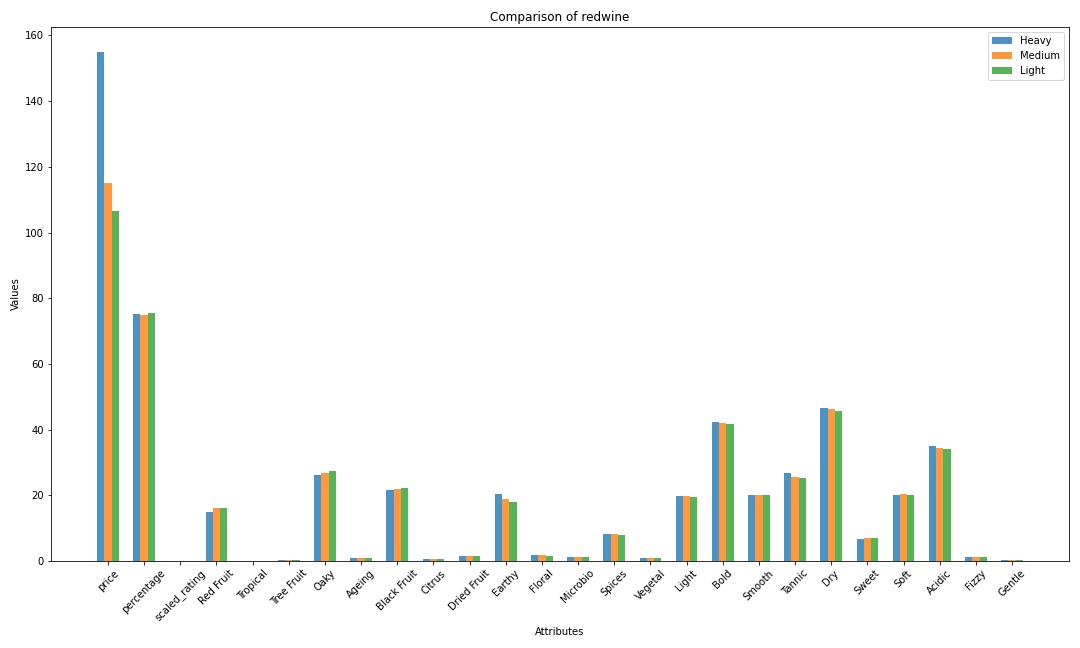 Comparison of redwine
Heavy
Medium
Light
160
140
120
100
80
60
40
20
0
Values
price
percentage
scaled_rating
Red Fruit
Tropical
Tree Fruit
Oaky
Ageing
Black Fruit
Citrus
Dried Fruit
Earthy
Floral
Microbio
Spices
Vegetal
Light
Bold
Smooth
Tannic
Dry
Sweet
Soft
Acidic
Fizzy
Gentle
Attributes